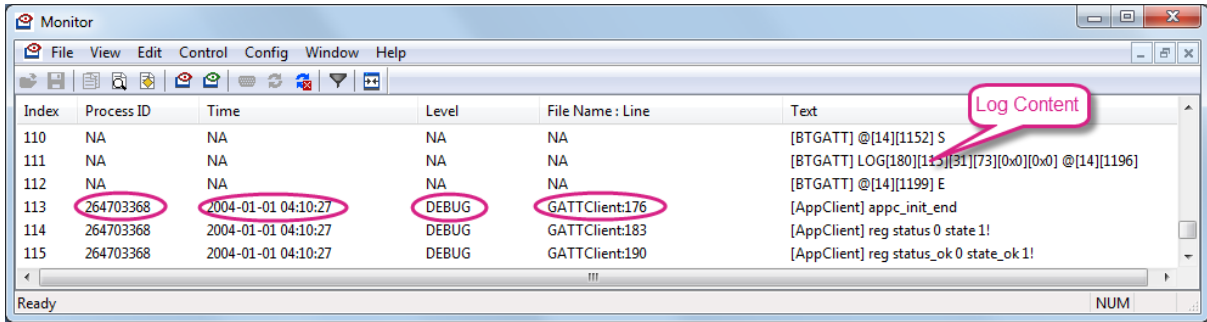 Monitor
File View Edit Control Config Window Help
Index Process ID Time Level File Name : Line Text
Log Content
110 NA NA NA NA [BTGATT] @[14][1152] S
111 NA NA NA NA [BTGATT] LOG[180][115][31][73][0x0][0x0] @[14][1196]
112 NA NA NA NA [BTGATT] @[14][1199] E
113 264703368 2004-01-01 04:10:27 DEBUG GATTClient:176 [AppClient] appc_init_end
114 264703368 2004-01-01 04:10:27 DEBUG GATTClient:183 [AppClient] reg status 0 state 1!
115 264703368 2004-01-01 04:10:27 DEBUG GATTClient:190 [AppClient] reg status_ok 0 state_ok 1!
Ready NUM